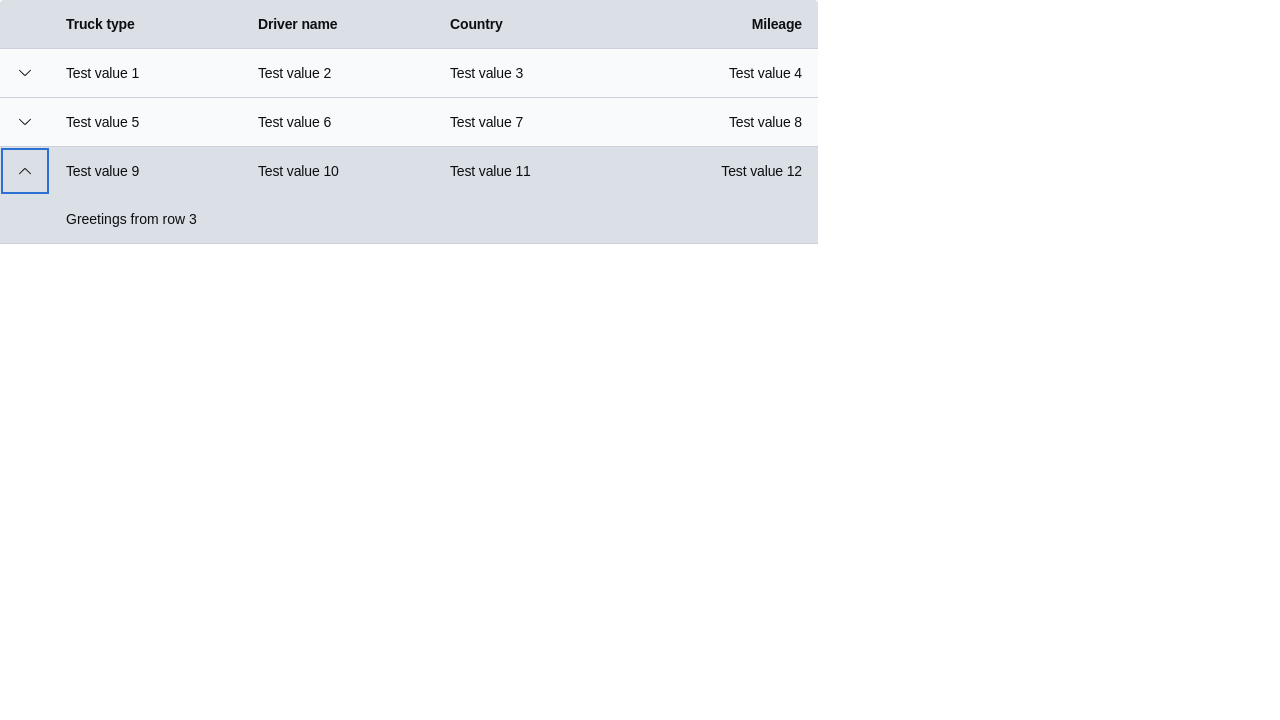 Truck type Driver name Country Mileage
Test value 1 Test value 2 Test value 3 Test value 4
Test value 5 Test value 6 Test value 7 Test value 8
Test value 9 Test value 10 Test value 11 Test value 12
Greetings from row 3